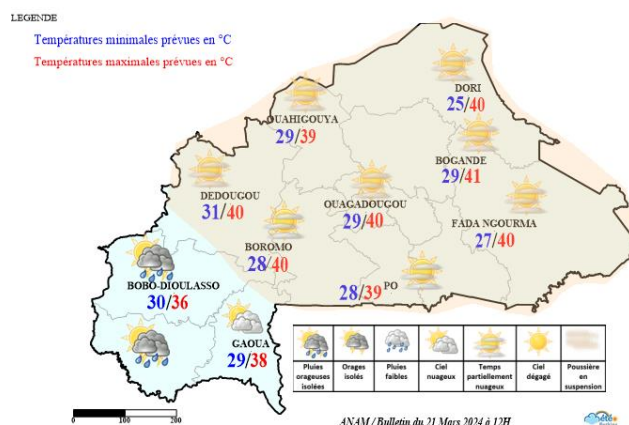 LEGENDE
Températures minimales prévues en °C
Températures maximales prévues en °C
DORI
25/40
OUAHIGOUYA
29/39
BOGANDE
29/41
DEDOUGOU
31/40
OUAGADOUGOU
29/40
FADA NGOURMA
27/40
BOROMO
28/40
PO
28/39
BOBO-DIOULASSO
30/36
GAOUA
29/38
Pluies orageuses isolées
Orages isolés
Pluies faibles
Ciel nuageux
Temps partiellement nuageux
Ciel dégagé
Poussière en suspension
0 100 200
ANAM / Bulletin du 21 Mars 2024 à 12H